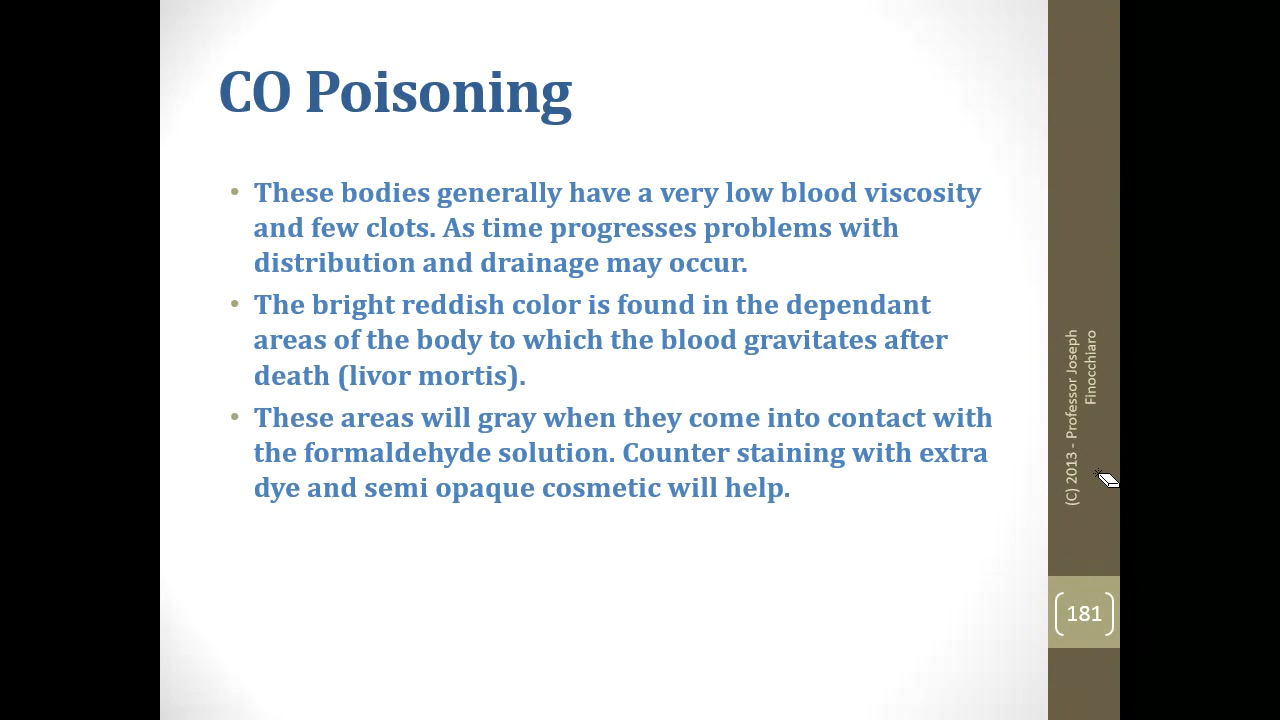 CO Poisoning
• These bodies generally have a very low blood viscosity
and few clots. As time progresses problems with
distribution and drainage may occur.
• The bright reddish color is found in the dependant
areas of the body to which the blood gravitates after
death (livor mortis).
• These areas will gray when they come into contact with
the formaldehyde solution. Counter staining with extra
dye and semi opaque cosmetic will help.
(C) 2013 - Professor Joseph
Finocchiaro
181